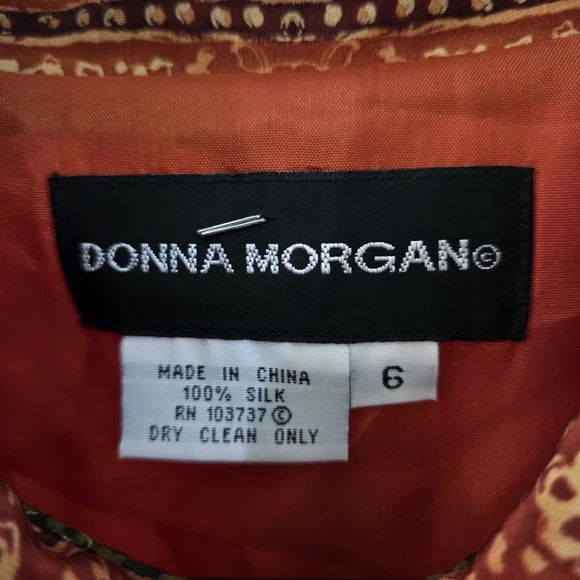 DONNA MORGAN©
MADE IN CHINA
100% SILK
RN 103737©
DRY CLEAN ONLY
6